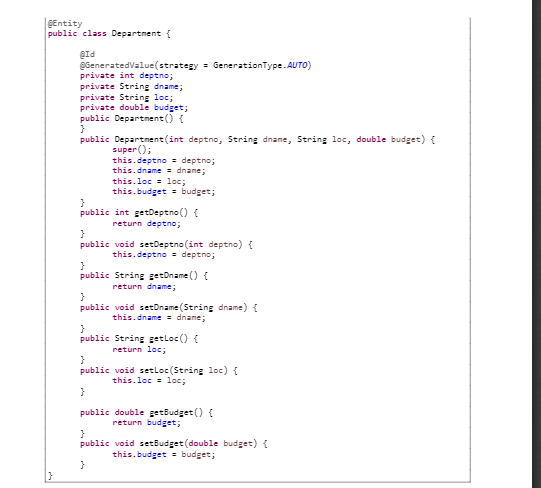 @Entity
public class Department {
@Id
@GeneratedValue(strategy = GenerationType.AUTO)
private int deptno;
private String dname;
private String loc;
private double budget;
public Department() {
}
public Department(int deptno, String dname, String loc, double budget) {
super();
this.deptno = deptno;
this.dname = dname;
this.loc = loc;
this.budget = budget;
}
public int getDeptno() {
return deptno;
}
public void setDeptno(int deptno) {
this.deptno = deptno;
}
public String getDname() {
return dname;
}
public void setDname(String dname) {
this.dname = dname;
}
public String getLoc() {
return loc;
}
public void setLoc(String loc) {
this.loc = loc;
}
public double getBudget() {
return budget;
}
public void setBudget(double budget) {
this.budget = budget;
}
}